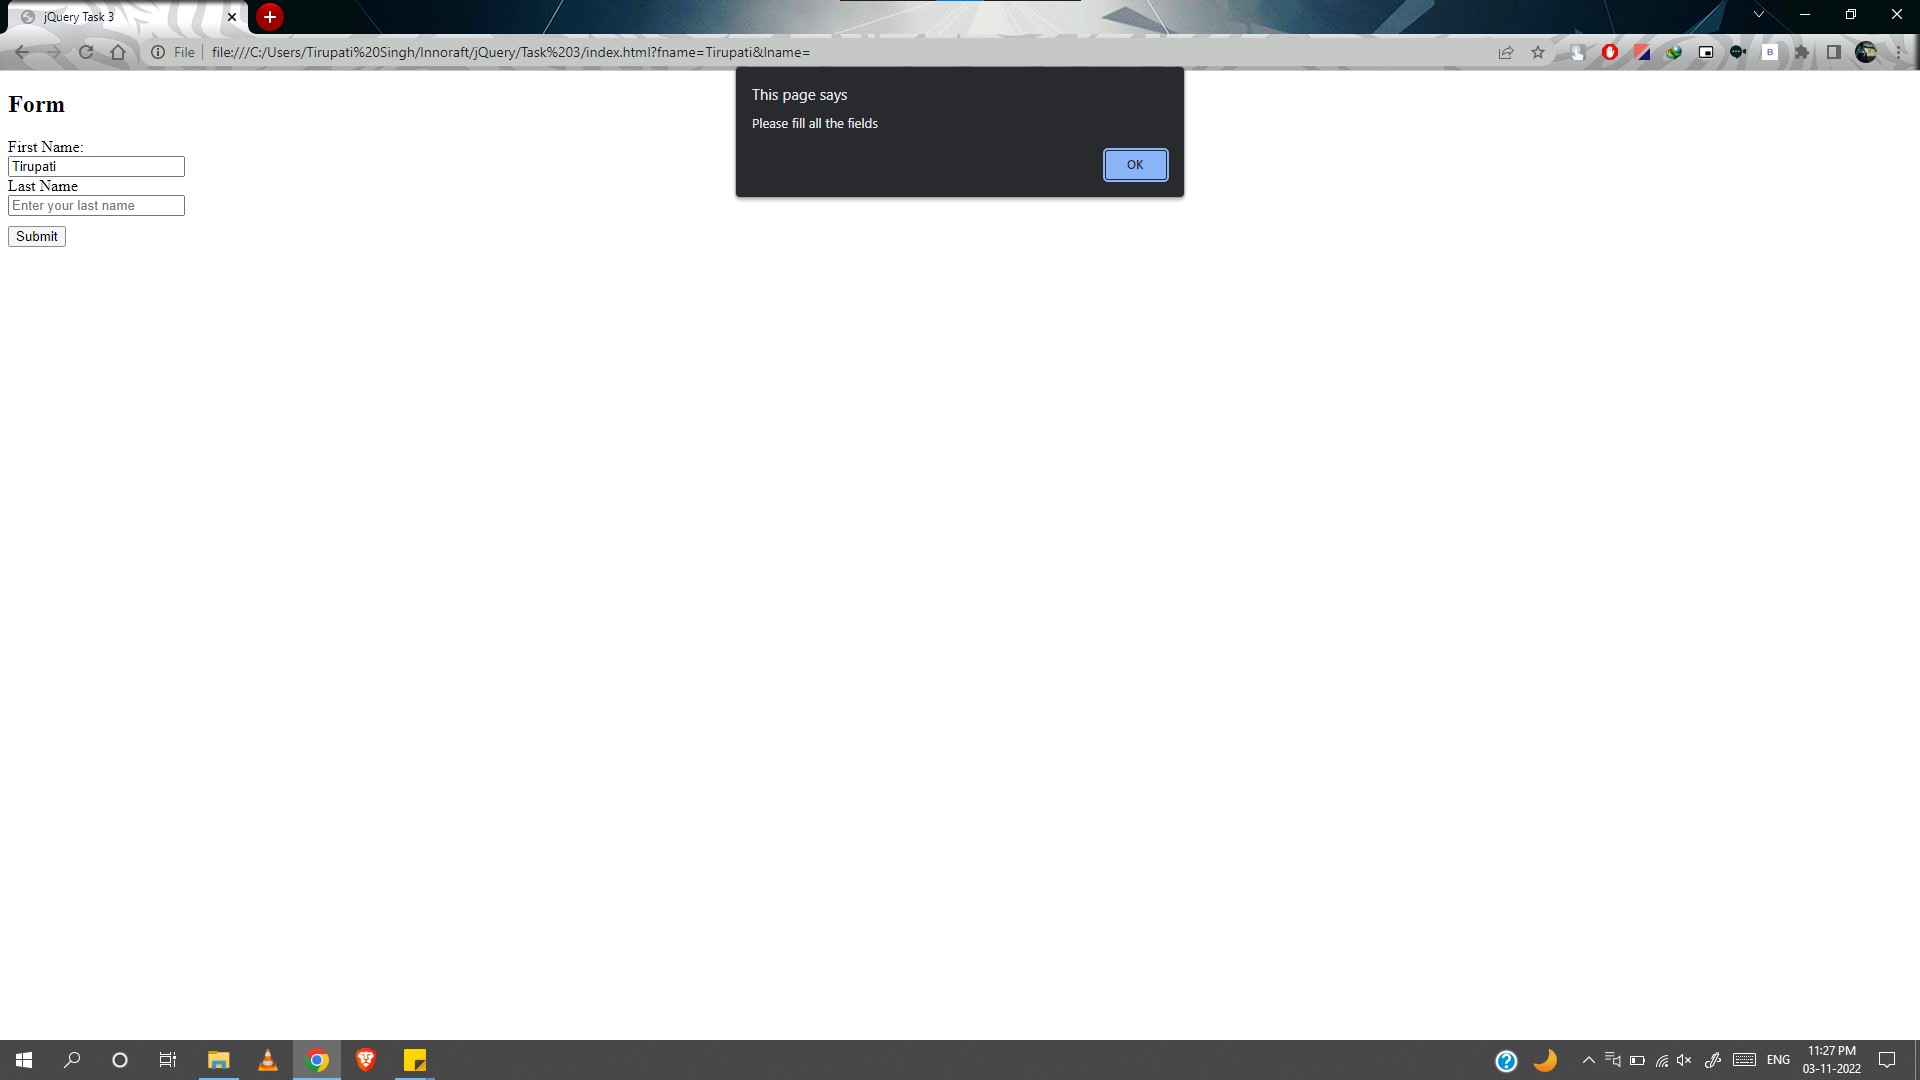 jQuery Task 3
File
file:///C:/Users/Tirupati%20Singh/Innoraft/jQuery/Task%203/index.html?fname=Tirupati&lname=
B
This page says
Please fill all the fields
OK
Form
First Name:
Tirupati
Last Name
Enter your last name
Submit
ENG
11:27 PM
03-11-2022